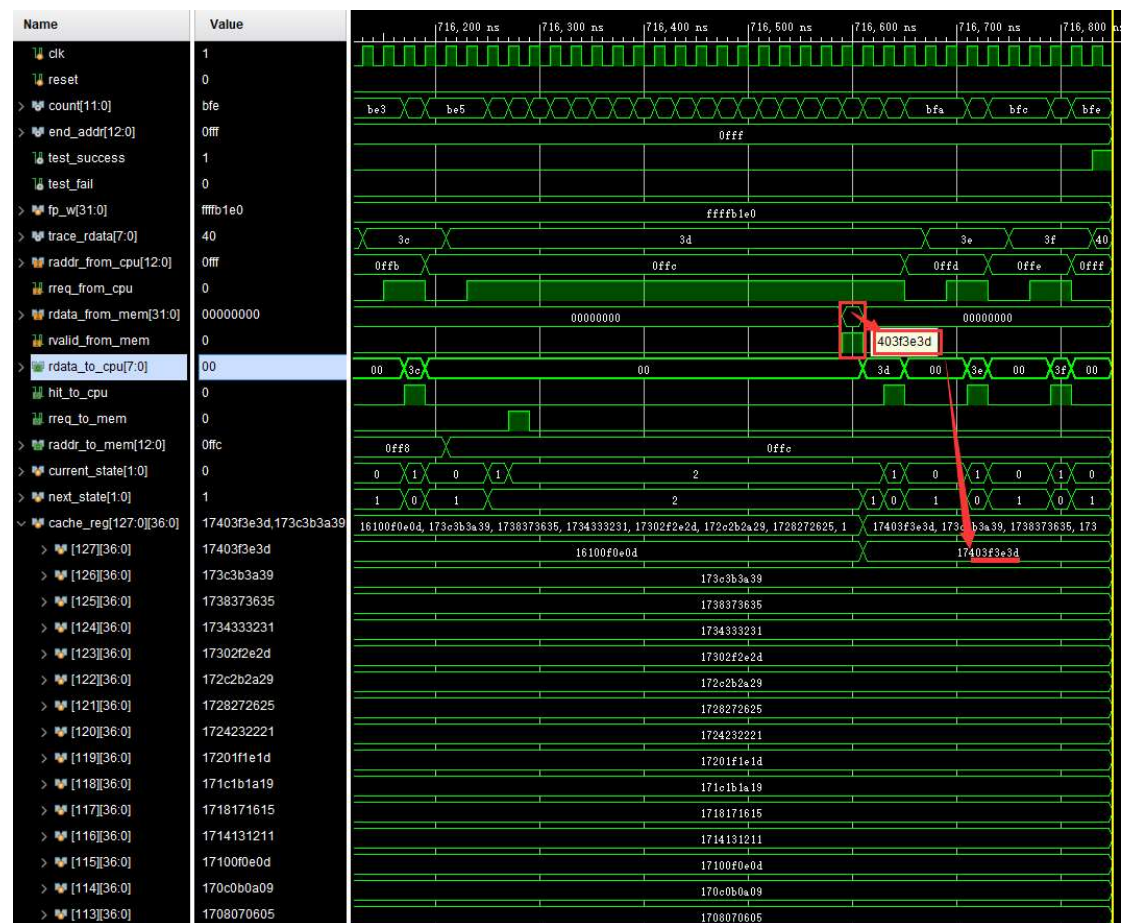 Name Value 716,200 ns 716,300 ns 716,400 ns 716,500 ns 716,600 ns 716,700 ns 716,800 n
clk 1
reset 0
count[11:0] bfe be3 be5 bfa bfc bfe
end_addr[12:0] 0fff 0fff
test_success 1
test_fail 0
fp_w[31:0] ffffb1e0 ffffb1e0
trace_rdata[7:0] 40 3c 3d 3e 3f 40
raddr_from_cpu[12:0] 0fff 0ffb 0ffc 0ffd 0ffe 0fff
rreq_from_cpu 0
rdata_from_mem[31:0] 00000000 00000000 00000000
rvalid_from_mem 0 403f3e3d
rdata_to_cpu[7:0] 00 00 3c 00 3d 00 3e 00 3f 00
hit_to_cpu 0
rreq_to_mem 0
raddr_to_mem[12:0] 0ffc 0ff8 0ffc
current_state[1:0] 0 0 1 0 1 2 1 0 1 0 1 0
next_state[1:0] 1 1 0 1 2 1 0 1 0 1 0 1
cache_reg[127:0][36:0] 17403f3e3d,173c3b3a39 16100f0e0d, 173c3b3a39, 1738373635, 1734333231, 17302f2e2d, 172c2b2a29, 1728272625, 1 17403f3e3d, 173c3b3a39, 1738373635, 173
[127][36:0] 17403f3e3d 16100f0e0d 17403f3e3d
[126][36:0] 173c3b3a39 173c3b3a39
[125][36:0] 1738373635 1738373635
[124][36:0] 1734333231 1734333231
[123][36:0] 17302f2e2d 17302f2e2d
[122][36:0] 172c2b2a29 172c2b2a29
[121][36:0] 1728272625 1728272625
[120][36:0] 1724232221 1724232221
[119][36:0] 17201f1e1d 17201f1e1d
[118][36:0] 171c1b1a19 171c1b1a19
[117][36:0] 1718171615 1718171615
[116][36:0] 1714131211 1714131211
[115][36:0] 17100f0e0d 17100f0e0d
[114][36:0] 170c0b0a09 170c0b0a09
[113][36:0] 1708070605 1708070605